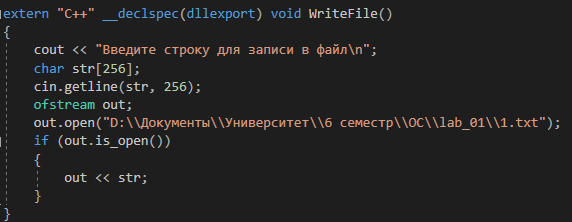 extern "C++" __declspec(dllexport) void WriteFile()
{
cout << "Введите строку для записи в файл\n";
char str[256];
cin.getline(str, 256);
ofstream out;
out.open("D:\\Документы\\Университет\\6 семестр\\ОС\\lab_01\\1.txt");
if (out.is_open())
{
out << str;
}
}